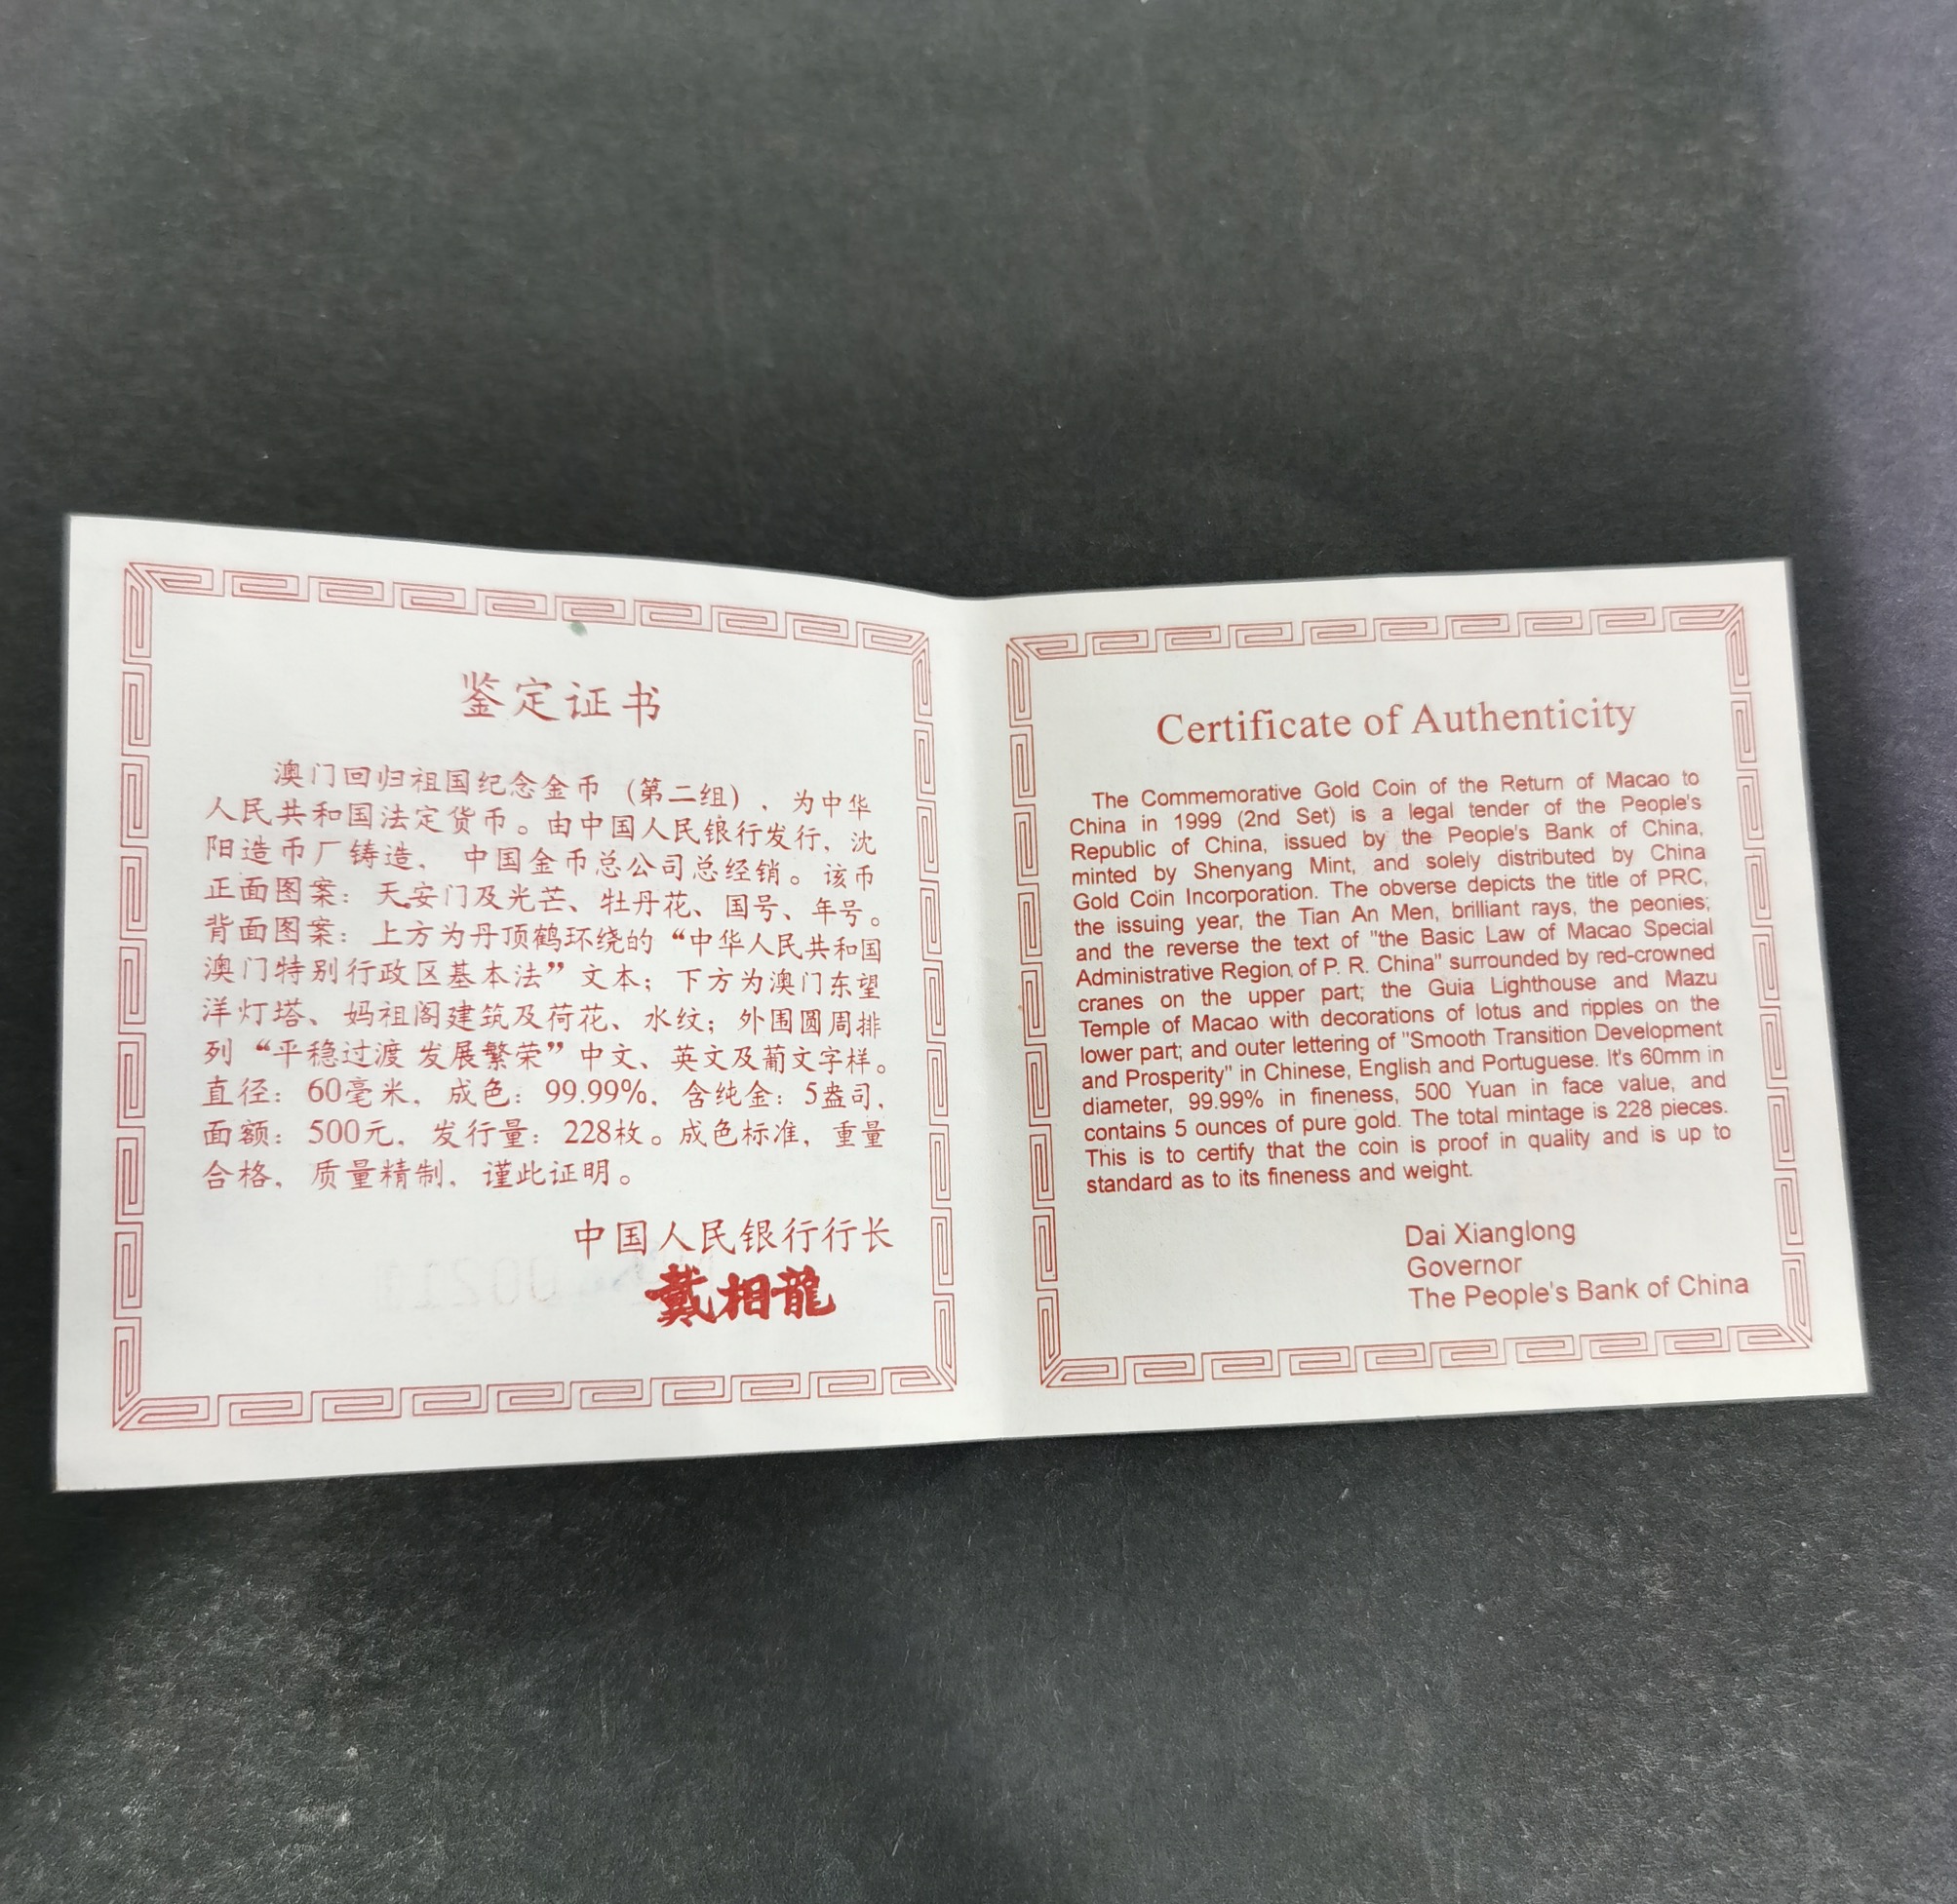 鉴定证书
澳门回归祖国纪念金币（第二组），为中华
人民共和国法定货币。由中国人民银行发行，沈
阳造币厂铸造，中国金币总公司总经销。该币
正面图案：天安门及光芒、牡丹花、国号、年号。
背面图案：上方为丹顶鹤环绕的“中华人民共和国
澳门特别行政区基本法”文本；下方为澳门东望
洋灯塔、妈祖阁建筑及荷花、水纹；外围圆周排
列“平稳过渡 发展繁荣”中文、英文及葡文字样。
直径：60毫米，成色：99.99%，含纯金：5盎司，
面额：500元，发行量：228枚。成色标准，重量
合格，质量精制，谨此证明。
中国人民银行行长
戴相龍
Certificate of Authenticity
The Commemorative Gold Coin of the Return of Macao to
China in 1999 (2nd Set) is a legal tender of the People's
Republic of China, issued by the People's Bank of China,
minted by Shenyang Mint, and solely distributed by China
Gold Coin Incorporation. The obverse depicts the title of PRC,
the issuing year, the Tian An Men, brilliant rays, the peonies;
and the reverse the text of "the Basic Law of Macao Special
Administrative Region of P. R. China" surrounded by red-crowned
cranes on the upper part; the Guia Lighthouse and Mazu
Temple of Macao with decorations of lotus and ripples on the
lower part; and outer lettering of "Smooth Transition Development
and Prosperity" in Chinese, English and Portuguese. It's 60mm in
diameter, 99.99% in fineness, 500 Yuan in face value, and
contains 5 ounces of pure gold. The total mintage is 228 pieces.
This is to certify that the coin is proof in quality and is up to
standard as to its fineness and weight.
Dai Xianglong
Governor
The People's Bank of China